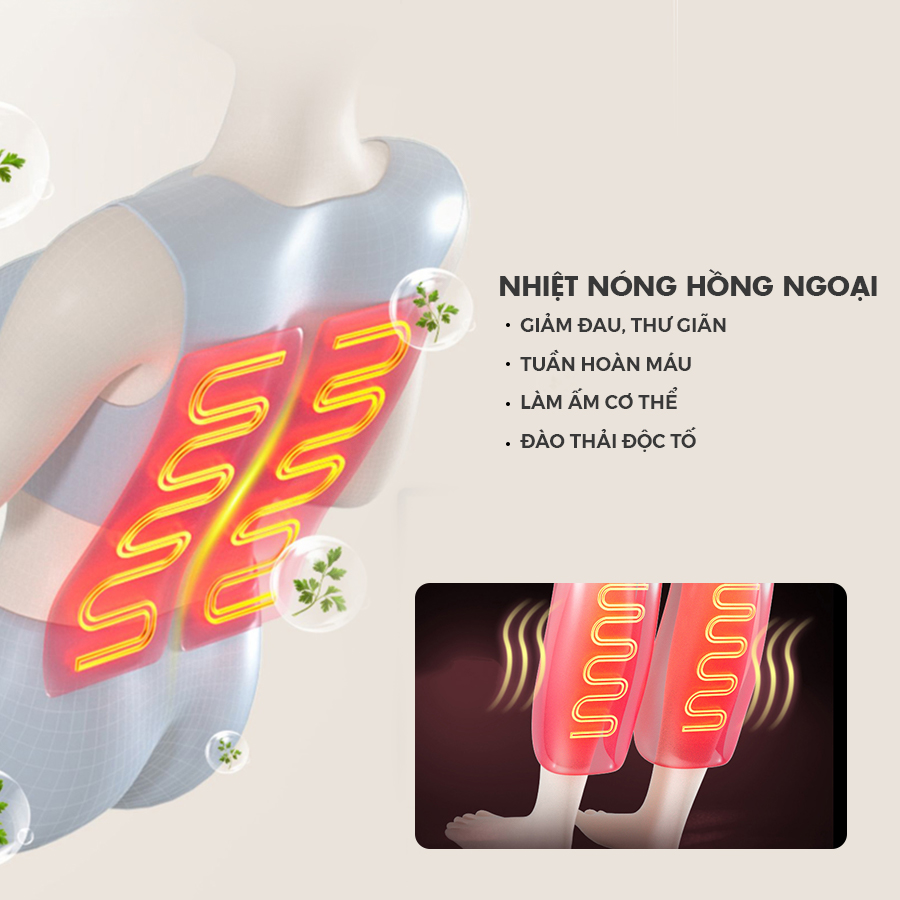 NHIỆT NÓNG HỒNG NGOẠI
• GIẢM ĐAU, THƯ GIÃN
• TUẦN HOÀN MÁU
• LÀM ẤM CƠ THỂ
• ĐÀO THẢI ĐỘC TỐ